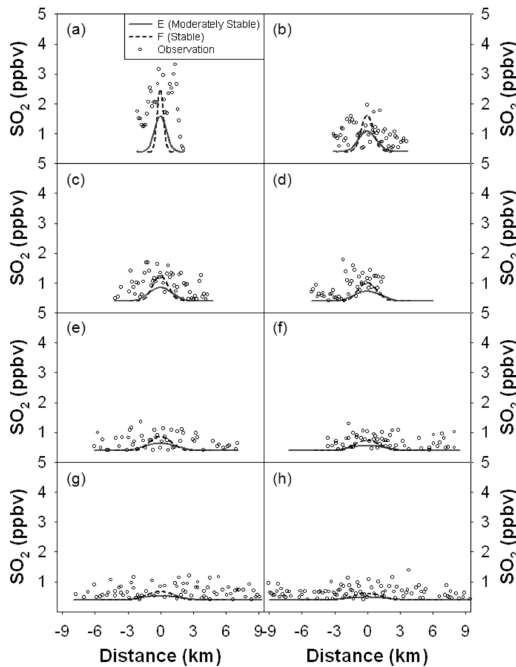 E (Moderately Stable)
F (Stable)
Observation
(a)
(b)
SO2 (ppbv)
5
4
3
2
1
5
4
3
2
1
SO2 (ppbv)
(c)
(d)
SO2 (ppbv)
5
4
3
2
1
4
3
2
1
SO2 (ppbv)
(e)
(f)
SO2 (ppbv)
5
4
3
2
1
4
3
2
1
SO2 (ppbv)
(g)
(h)
SO2 (ppbv)
5
4
3
2
1
4
3
2
1
SO2 (ppbv)
-9 -6 -3 0 3 6 9 -9 -6 -3 0 3 6 9
Distance (km)
Distance (km)